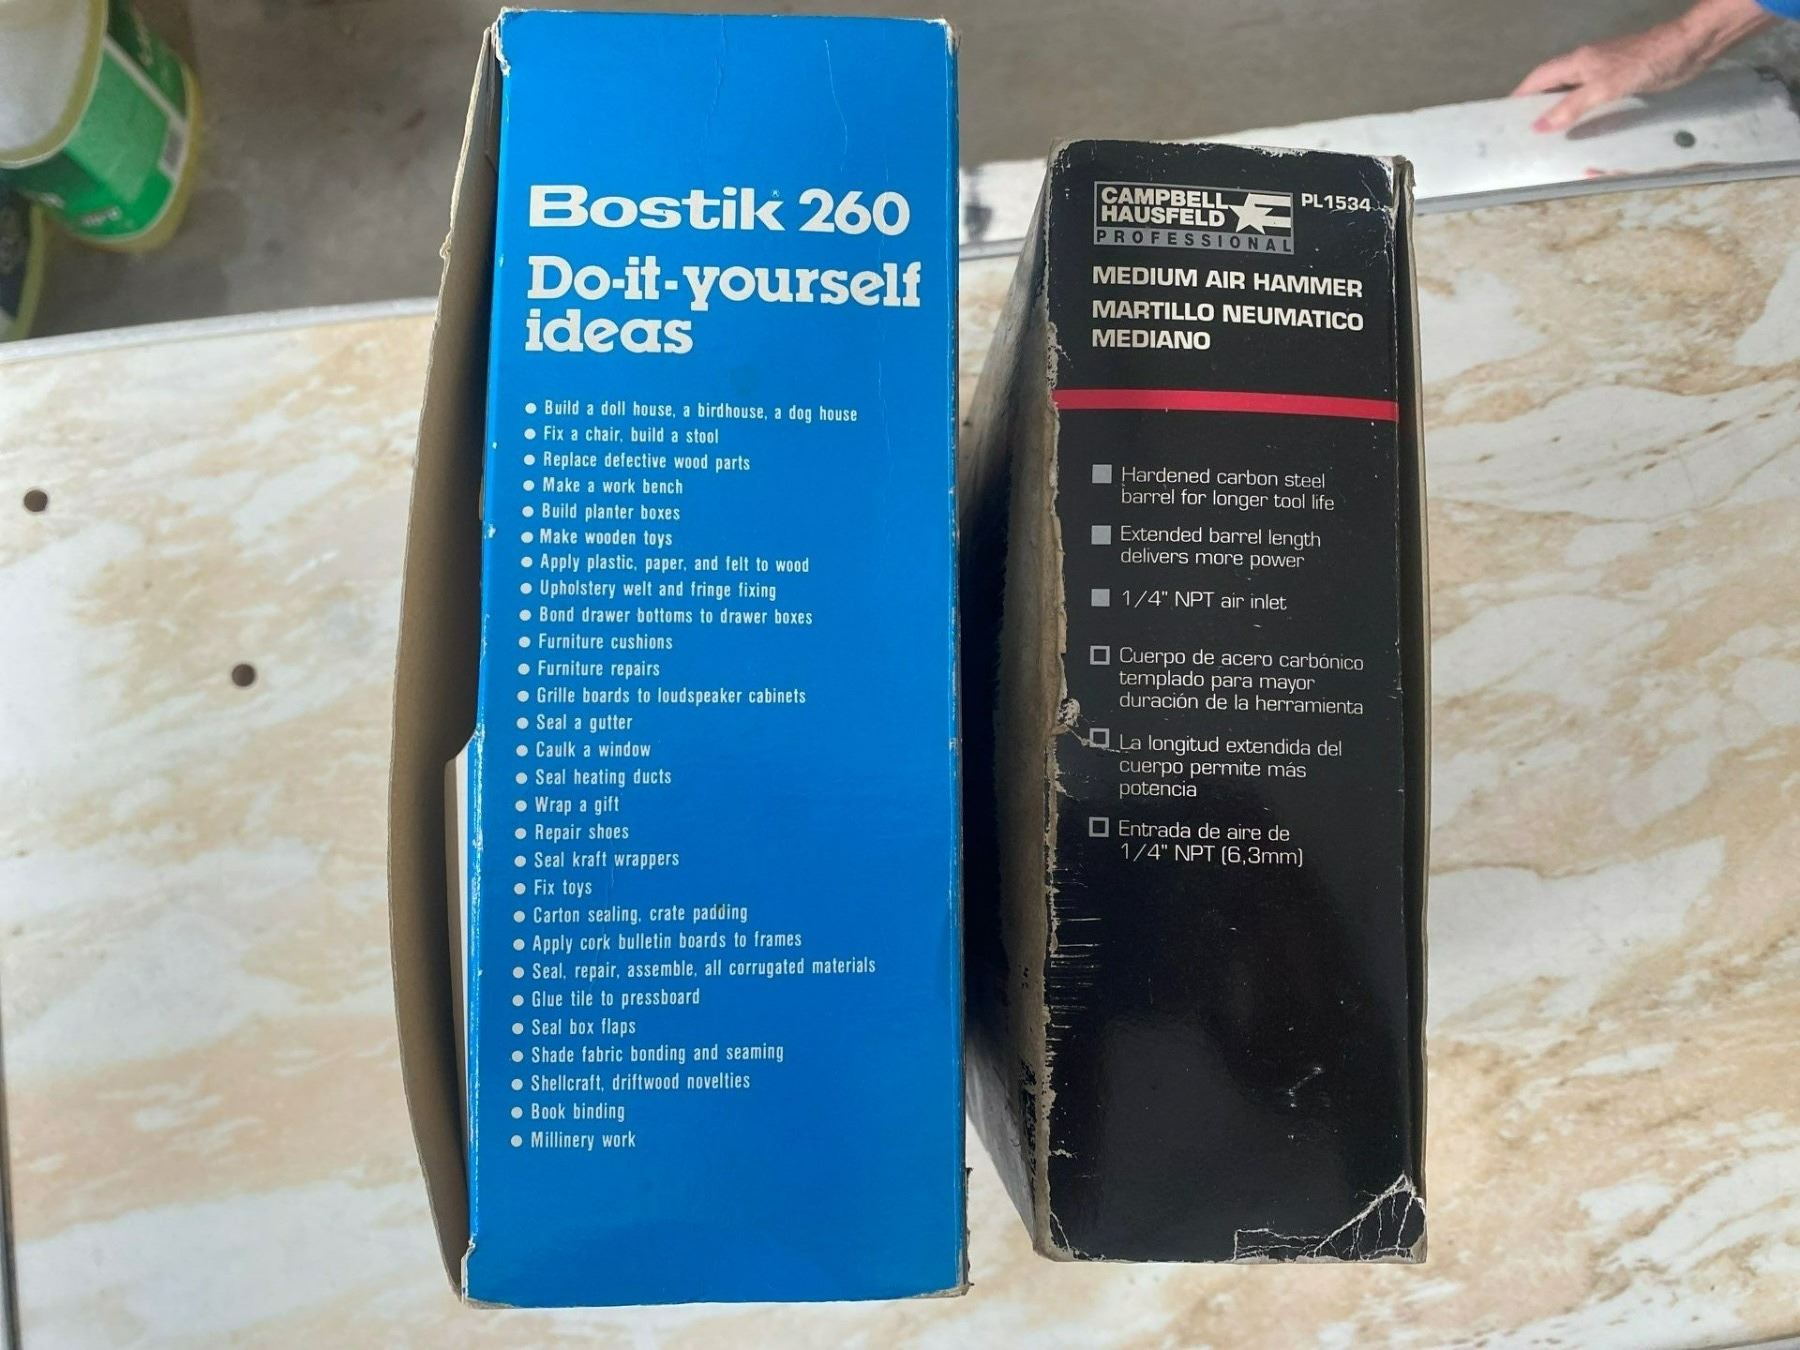 Bostik 260
Do-it-yourself
ideas
● Build a doll house, a birdhouse, a dog house
● Fix a chair, build a stool
● Replace defective wood parts
● Make a work bench
● Build planter boxes
● Make wooden toys
● Apply plastic, paper, and felt to wood
● Upholstery welt and fringe fixing
● Bond drawer bottoms to drawer boxes
● Furniture cushions
● Furniture repairs
● Grille boards to loudspeaker cabinets
● Seal a gutter
● Caulk a window
● Seal heating ducts
● Wrap a gift
● Repair shoes
● Seal kraft wrappers
● Fix toys
● Carton sealing, crate padding
● Apply cork bulletin boards to frames
● Seal, repair, assemble, all corrugated materials
● Glue tile to pressboard
● Seal box flaps
● Shade fabric bonding and seaming
● Shellcraft, driftwood novelties
● Book binding
● Millinery work
CAMPBELL
HAUSFELD
PROFESSIONAL
PL1534
MEDIUM AIR HAMMER
MARTILLO NEUMATICO
MEDIANO
Hardened carbon steel
barrel for longer tool life
Extended barrel length
delivers more power
1/4" NPT air inlet
Cuerpo de acero carbónico
templado para mayor
duración de la herramienta
La longitud extendida del
cuerpo permite más
potencia
Entrada de aire de
1/4" NPT (6,3mm)